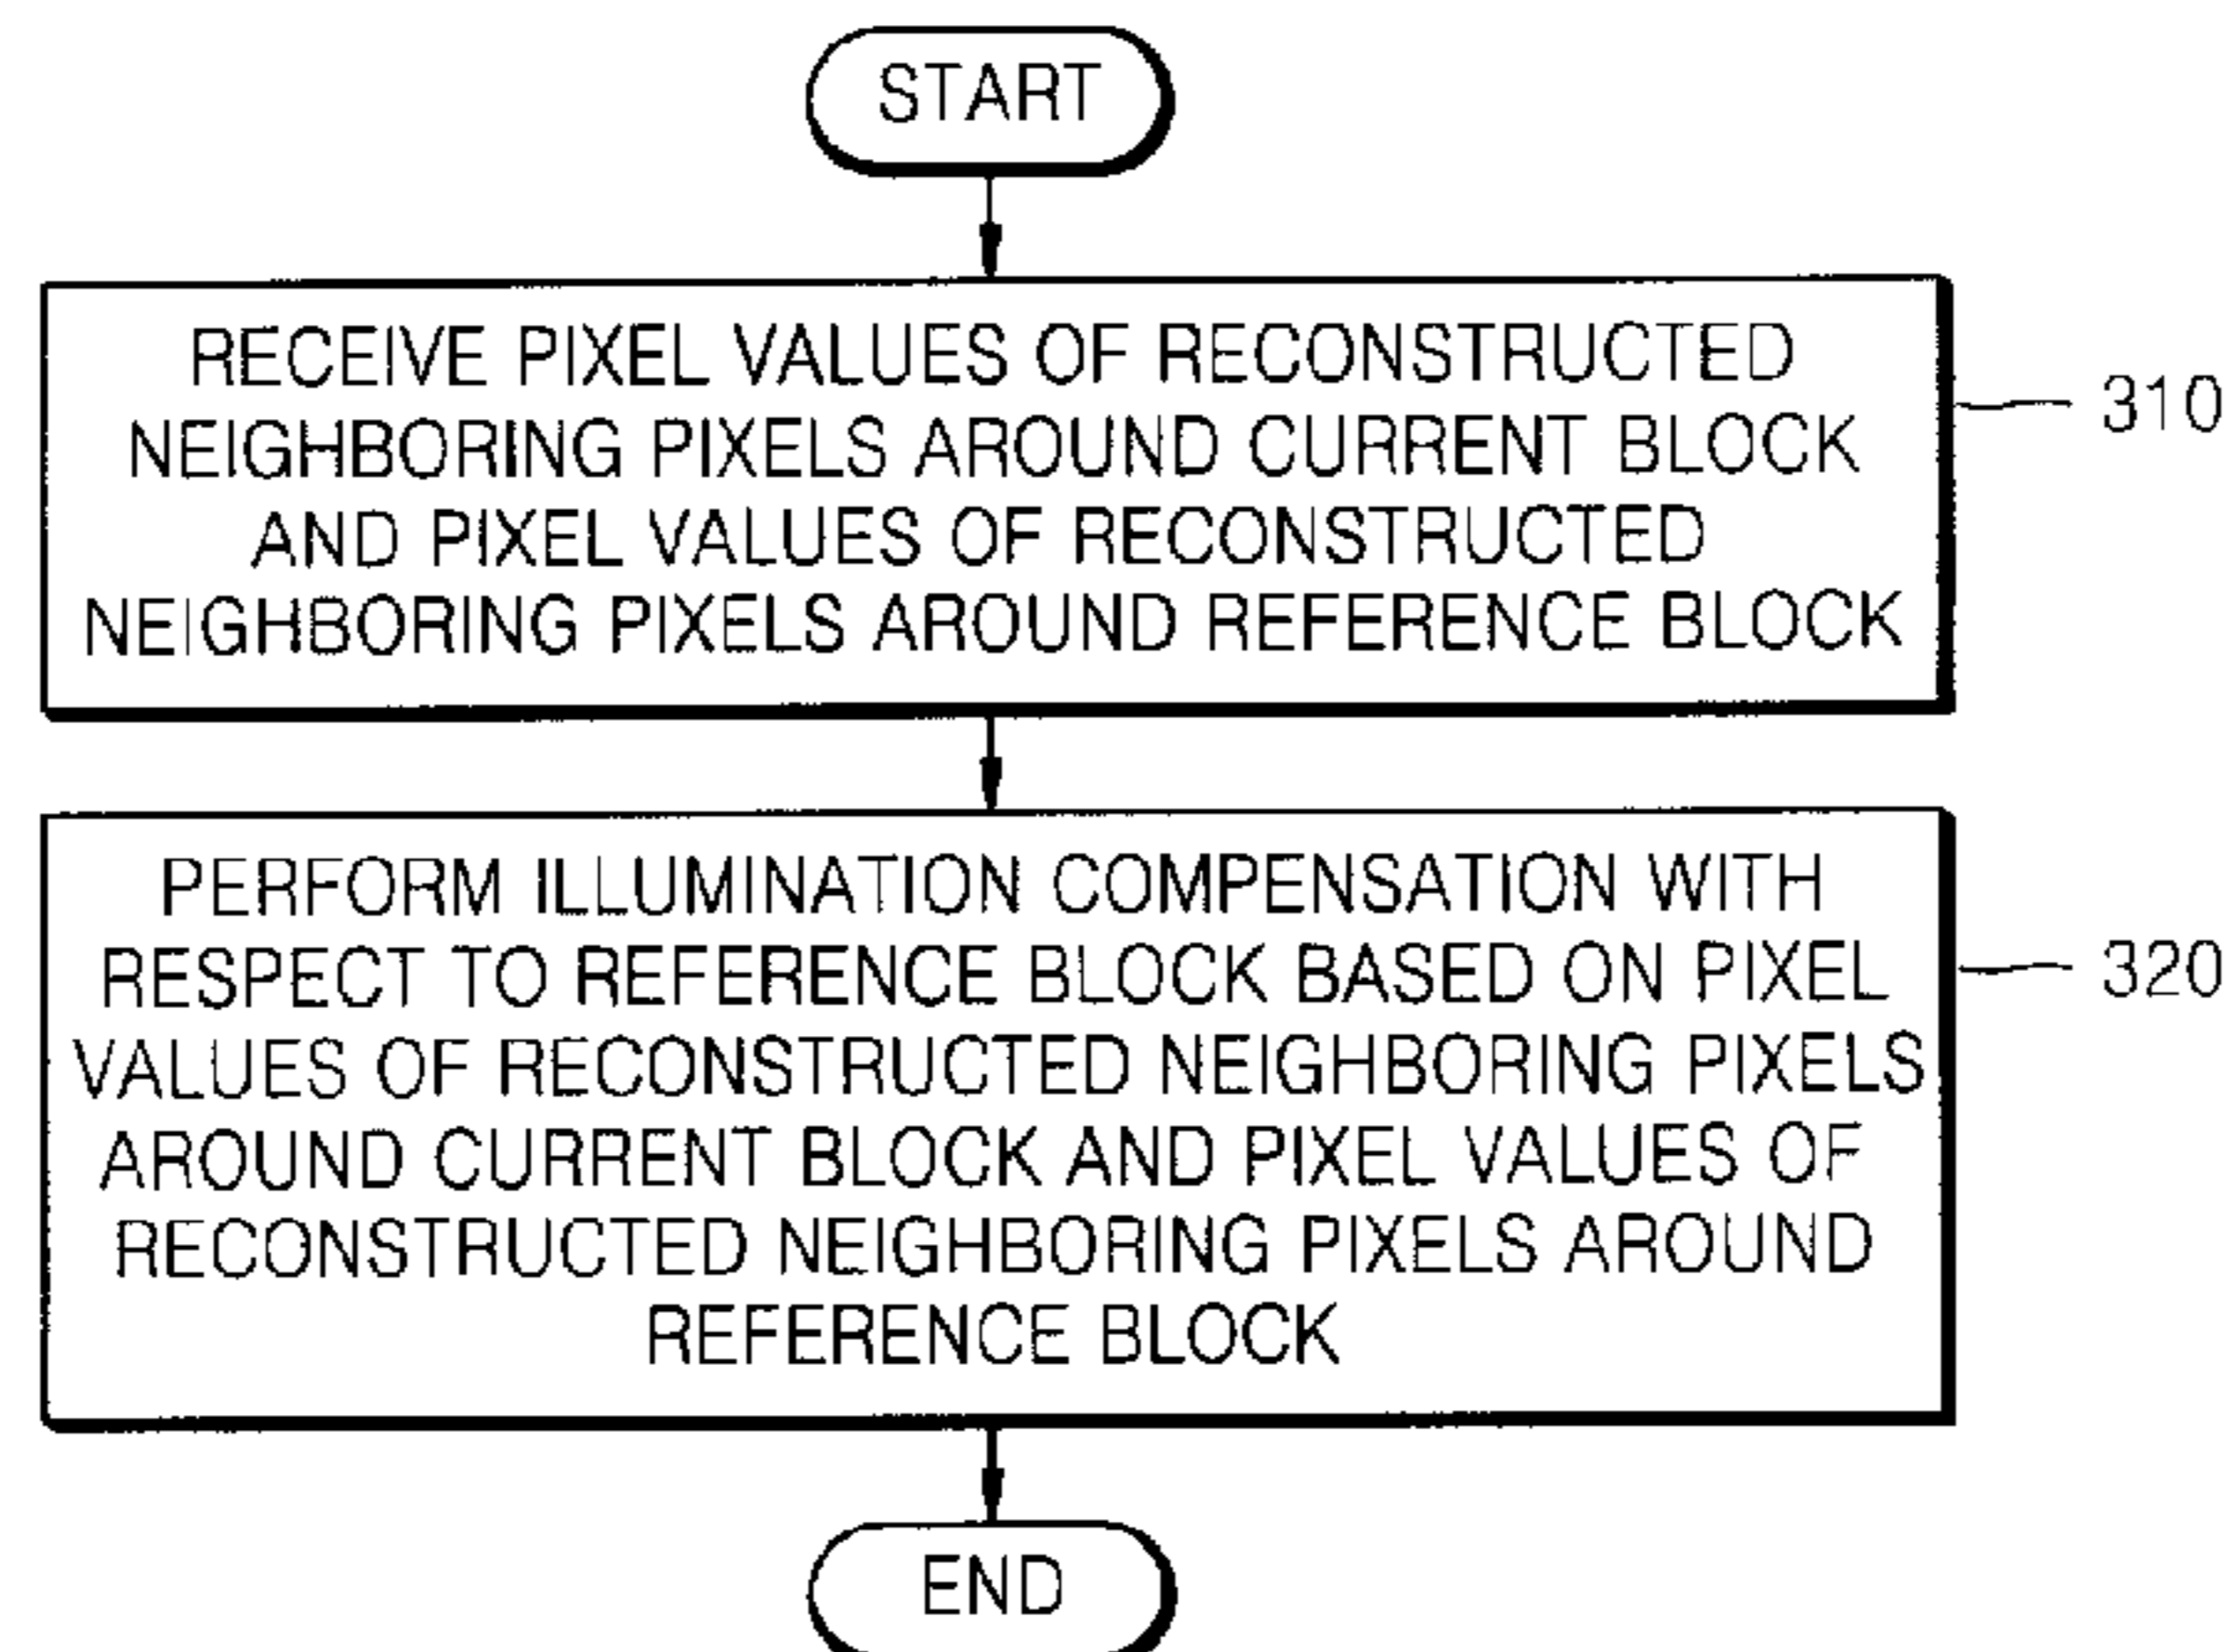 START
RECEIVE PIXEL VALUES OF RECONSTRUCTED
NEIGHBORING PIXELS AROUND CURRENT BLOCK
AND PIXEL VALUES OF RECONSTRUCTED
NEIGHBORING PIXELS AROUND REFERENCE BLOCK
310
PERFORM ILLUMINATION COMPENSATION WITH
RESPECT TO REFERENCE BLOCK BASED ON PIXEL
VALUES OF RECONSTRUCTED NEIGHBORING PIXELS
AROUND CURRENT BLOCK AND PIXEL VALUES OF
RECONSTRUCTED NEIGHBORING PIXELS AROUND
REFERENCE BLOCK
320
END